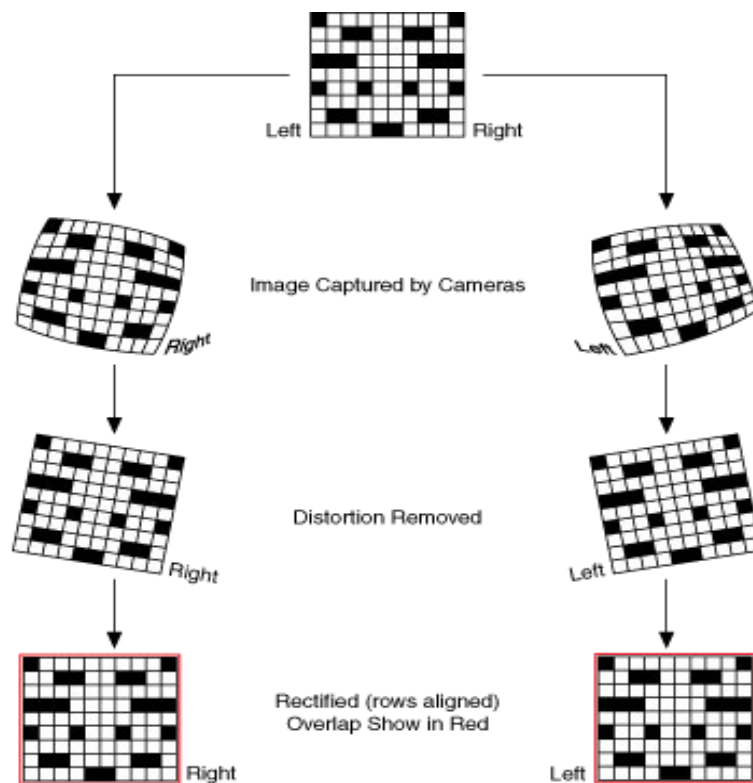 Left
Right
Image Captured by Cameras
Right
Left
Distortion Removed
Right
Left
Rectified (rows aligned)
Overlap Show in Red
Right
Left